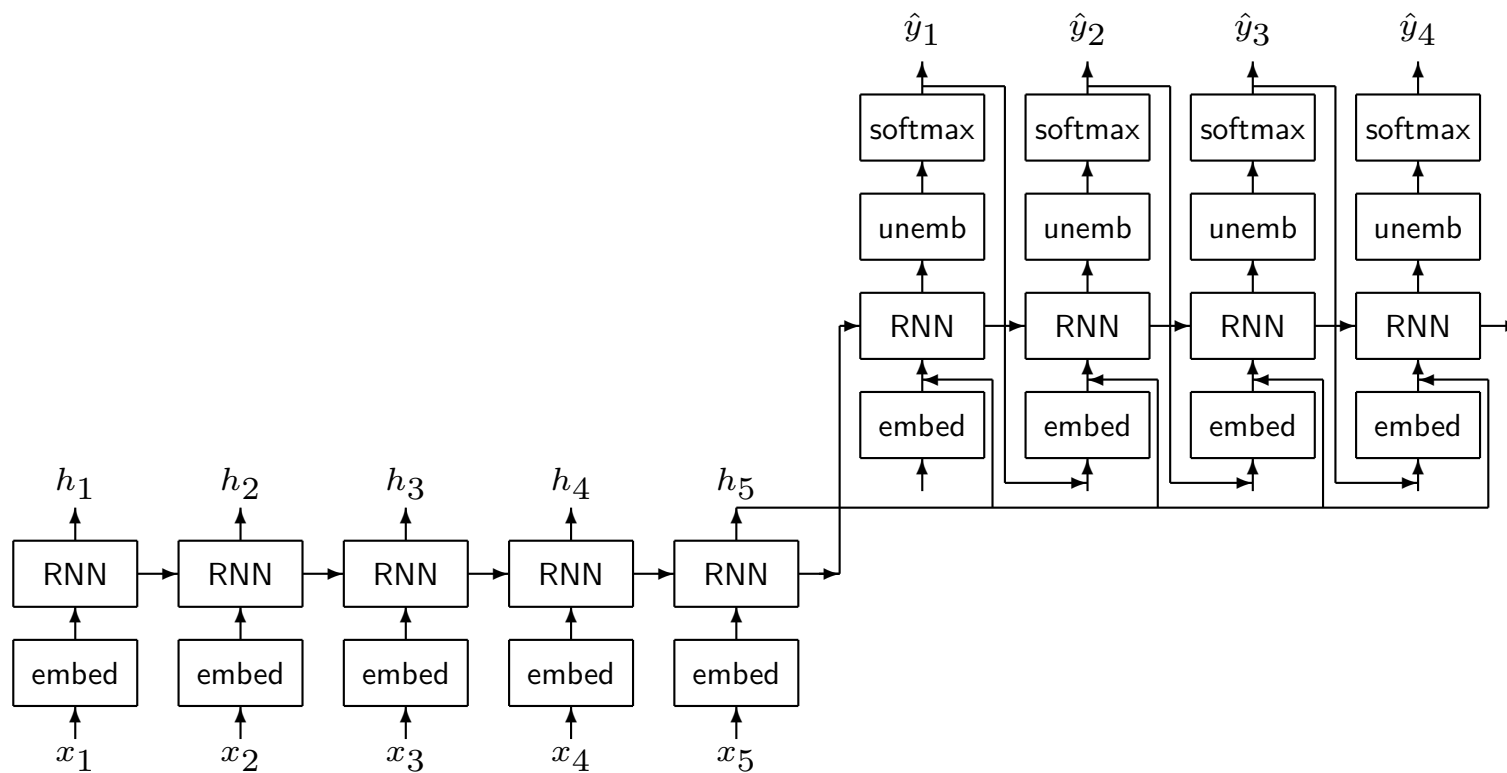 ŷ1 ŷ2 ŷ3 ŷ4
softmax softmax softmax softmax
unemb unemb unemb unemb
RNN RNN RNN RNN
embed embed embed embed
h1 h2 h3 h4 h5
RNN RNN RNN RNN RNN
embed embed embed embed embed
x1 x2 x3 x4 x5